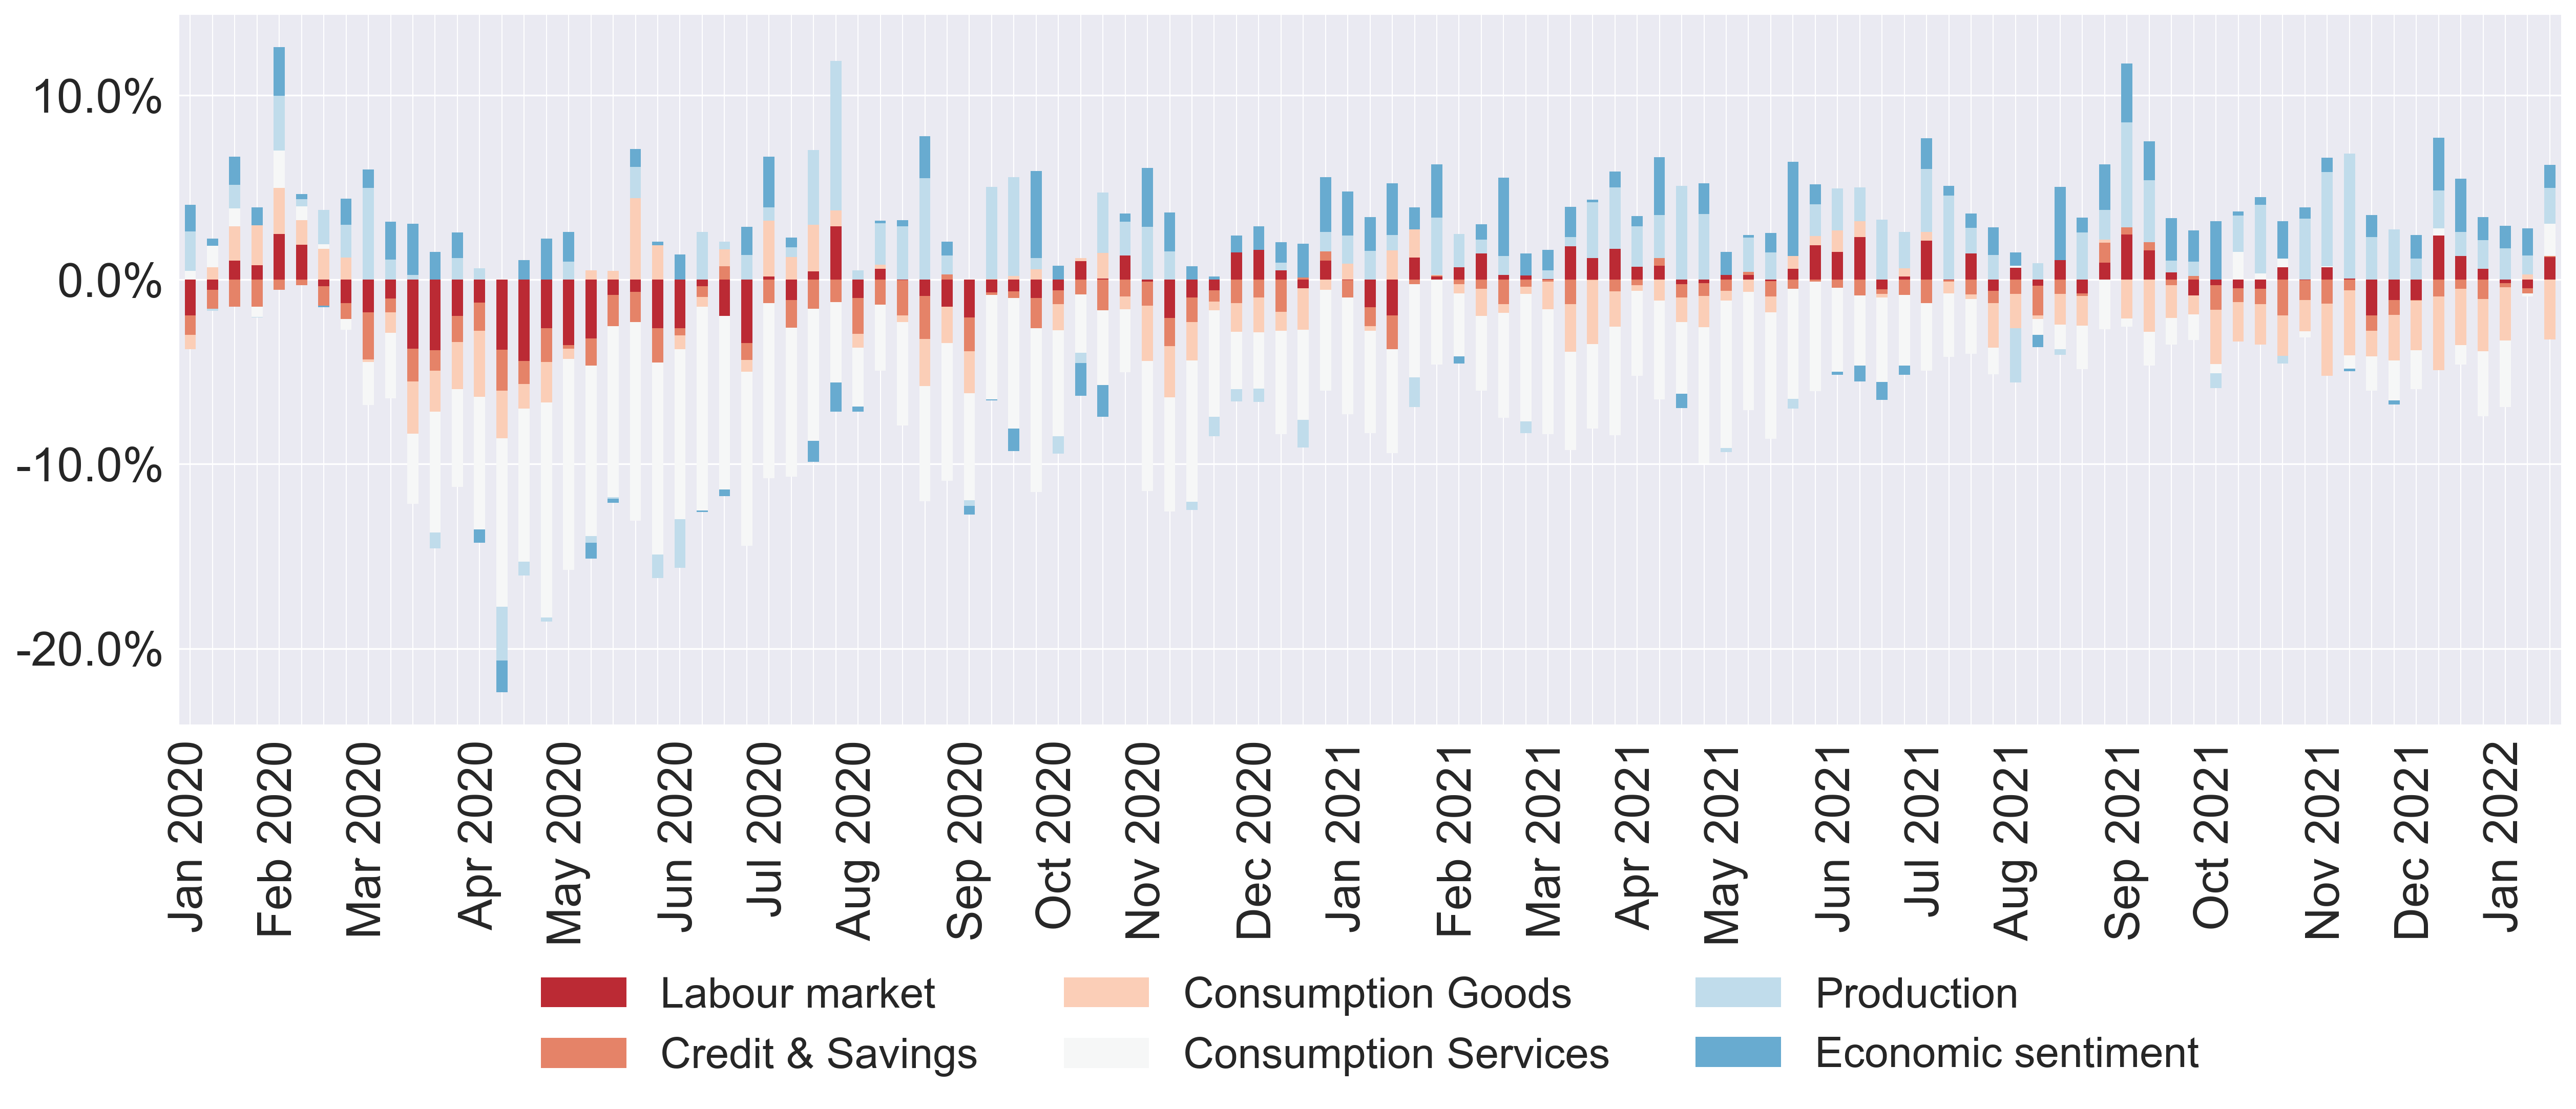 10.0%
0.0%
-10.0%
-20.0%
Jan 2020
Feb 2020
Mar 2020
Apr 2020
May 2020
Jun 2020
Jul 2020
Aug 2020
Sep 2020
Oct 2020
Nov 2020
Dec 2020
Jan 2021
Feb 2021
Mar 2021
Apr 2021
May 2021
Jun 2021
Jul 2021
Aug 2021
Sep 2021
Oct 2021
Nov 2021
Dec 2021
Jan 2022
Labour market
Credit & Savings
Consumption Goods
Consumption Services
Production
Economic sentiment